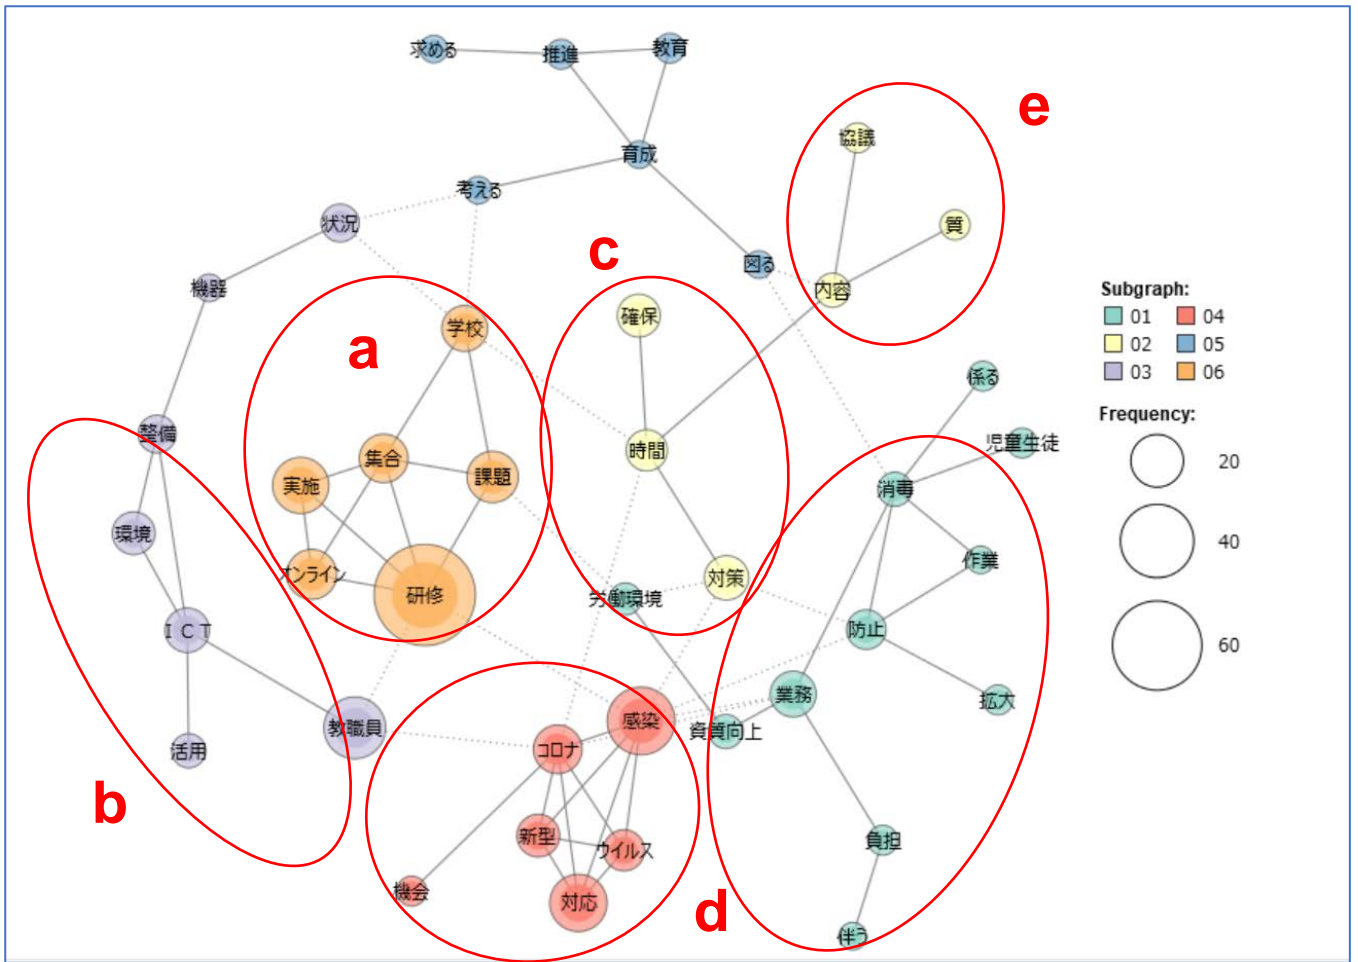 求める
推進
教育
e
協議
育成
考える
状況
質
c
図る
機器
内容
Subgraph:
01
04
02
05
03
06
確保
学校
a
係る
Frequency:
整備
児童生徒
時間
集合
20
課題
実施
消毒
環境
40
作業
オンライン
対策
研修
労働環境
ＩＣＴ
防止
60
業務
拡大
感染
教職員
資質向上
コロナ
活用
b
新型
負担
ウイルス
機会
対応
d
伴う